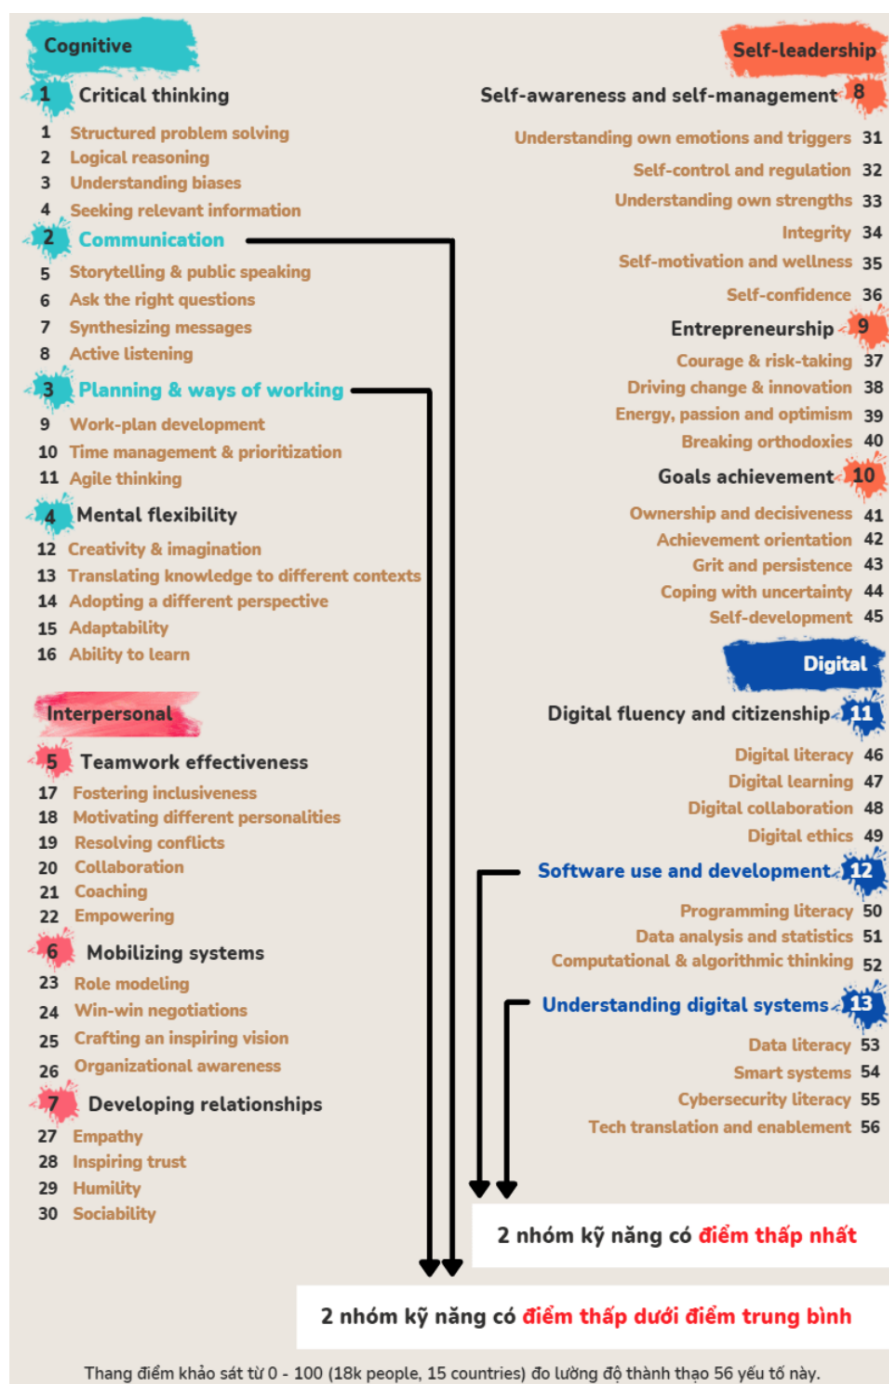 Cognitive
1 Critical thinking
1 Structured problem solving
2 Logical reasoning
3 Understanding biases
4 Seeking relevant information
2 Communication
5 Storytelling & public speaking
6 Ask the right questions
7 Synthesizing messages
8 Active listening
3 Planning & ways of working
9 Work-plan development
10 Time management & prioritization
11 Agile thinking
4 Mental flexibility
12 Creativity & imagination
13 Translating knowledge to different contexts
14 Adopting a different perspective
15 Adaptability
16 Ability to learn
Interpersonal
5 Teamwork effectiveness
17 Fostering inclusiveness
18 Motivating different personalities
19 Resolving conflicts
20 Collaboration
21 Coaching
22 Empowering
6 Mobilizing systems
23 Role modeling
24 Win-win negotiations
25 Crafting an inspiring vision
26 Organizational awareness
7 Developing relationships
27 Empathy
28 Inspiring trust
29 Humility
30 Sociability
Self-leadership
Self-awareness and self-management 8
Understanding own emotions and triggers 31
Self-control and regulation 32
Understanding own strengths 33
Integrity 34
Self-motivation and wellness 35
Self-confidence 36
Entrepreneurship 9
Courage & risk-taking 37
Driving change & innovation 38
Energy, passion and optimism 39
Breaking orthodoxies 40
Goals achievement 10
Ownership and decisiveness 41
Achievement orientation 42
Grit and persistence 43
Coping with uncertainty 44
Self-development 45
Digital
Digital fluency and citizenship 11
Digital literacy 46
Digital learning 47
Digital collaboration 48
Digital ethics 49
Software use and development 12
Programming literacy 50
Data analysis and statistics 51
Computational & algorithmic thinking 52
Understanding digital systems 13
Data literacy 53
Smart systems 54
Cybersecurity literacy 55
Tech translation and enablement 56
2 nhóm kỹ năng có điểm thấp nhất
2 nhóm kỹ năng có điểm thấp dưới điểm trung bình
Thang điểm khảo sát từ 0 - 100 (18k people, 15 countries) đo lường độ thành thạo 56 yếu tố này.